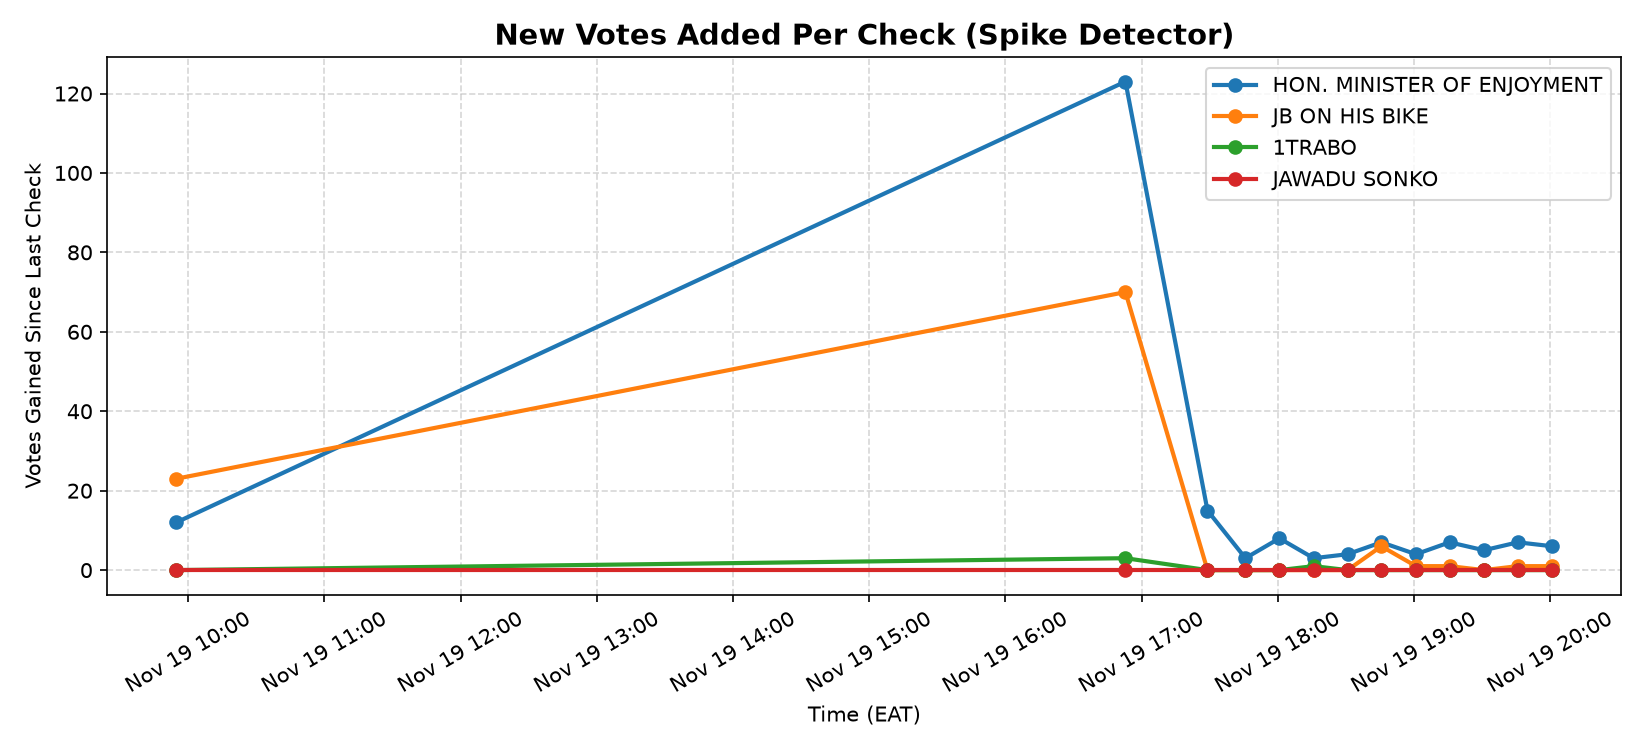 New Votes Added Per Check (Spike Detector)
HON. MINISTER OF ENJOYMENT
JB ON HIS BIKE
1TRABO
JAWADU SONKO
Votes Gained Since Last Check
120
100
80
60
40
20
0
Nov 19 10:00
Nov 19 11:00
Nov 19 12:00
Nov 19 13:00
Nov 19 14:00
Nov 19 15:00
Nov 19 16:00
Nov 19 17:00
Nov 19 18:00
Nov 19 19:00
Nov 19 20:00
Time (EAT)